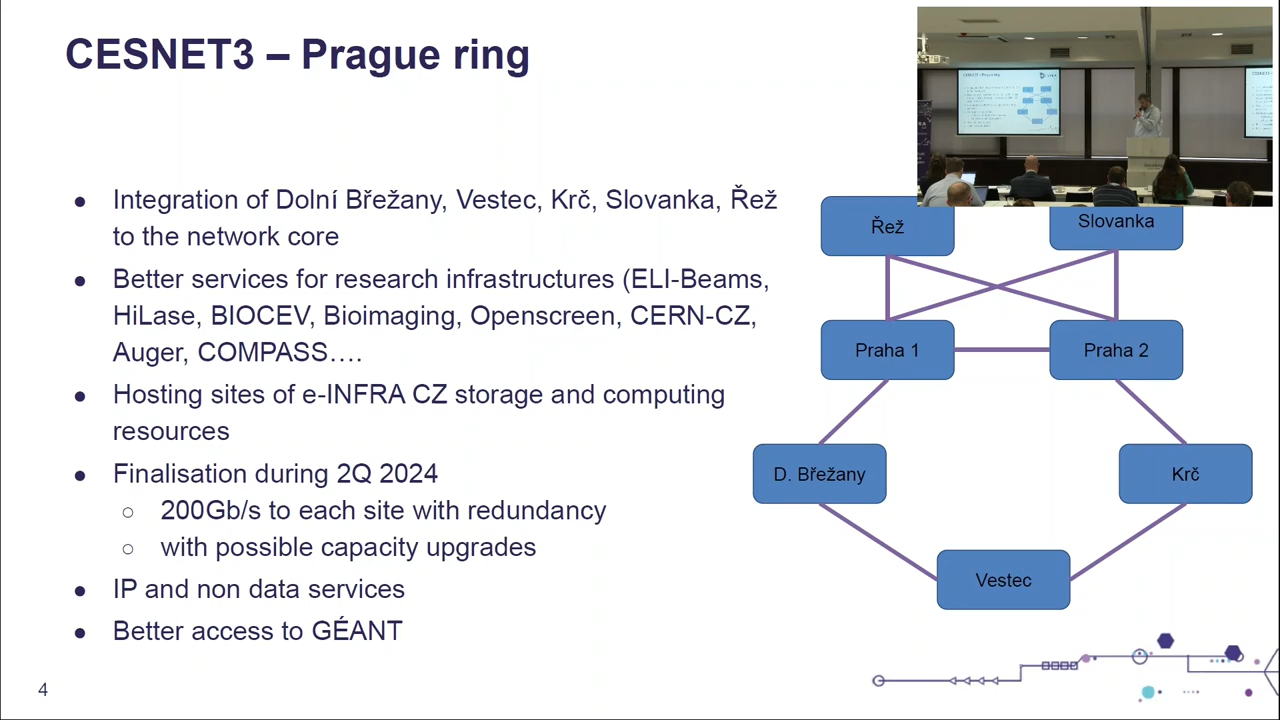 CESNET3 – Prague ring
● Integration of Dolní Břežany, Vestec, Krč, Slovanka, Řež
to the network core
● Better services for research infrastructures (ELI-Beams,
HiLase, BIOCEV, Bioimaging, Openscreen, CERN-CZ,
Auger, COMPASS….
● Hosting sites of e-INFRA CZ storage and computing
resources
● Finalisation during 2Q 2024
○ 200Gb/s to each site with redundancy
○ with possible capacity upgrades
● IP and non data services
● Better access to GÉANT
Řež
Slovanka
Praha 1
Praha 2
D. Břežany
Krč
Vestec
4